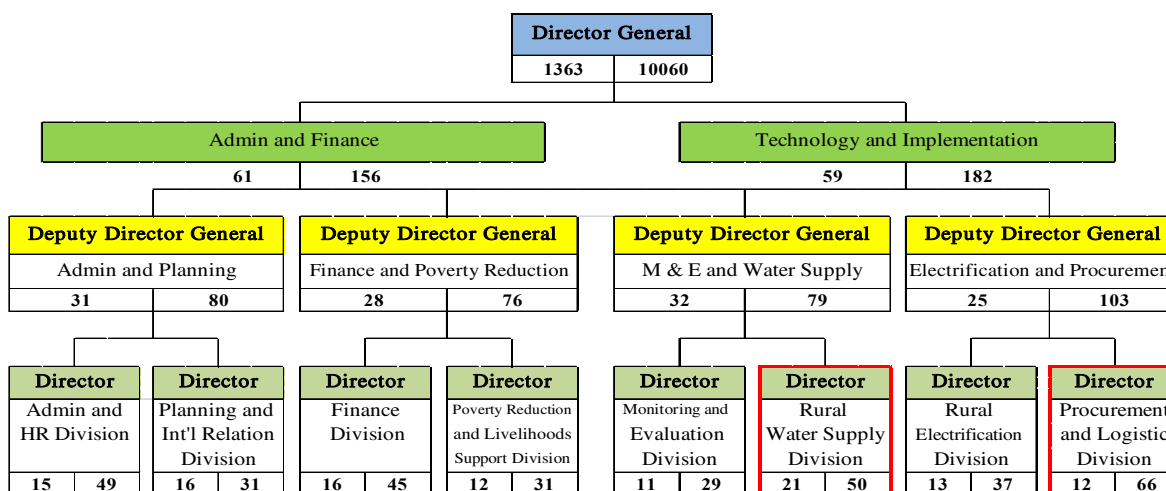 Director General
1363 10060
Admin and Finance
Technology and Implementation
61 156
59 182
Deputy Director General
Deputy Director General
Deputy Director General
Deputy Director General
Admin and Planning
Finance and Poverty Reduction
M & E and Water Supply
Electrification and Procuremen
31 80
28 76
32 79
25 103
Director
Director
Director
Director
Director
Director
Director
Director
Admin and
HR Division
Planning and
Int'l Relation
Division
Finance
Division
Poverty Reduction
and Livelihoods
Support Division
Monitoring and
Evaluation
Division
Rural
Water Supply
Division
Rural
Electrification
Division
Procurement
and Logistic
Division
15 49
16 31
16 45
12 31
11 29
21 50
13 37
12 66